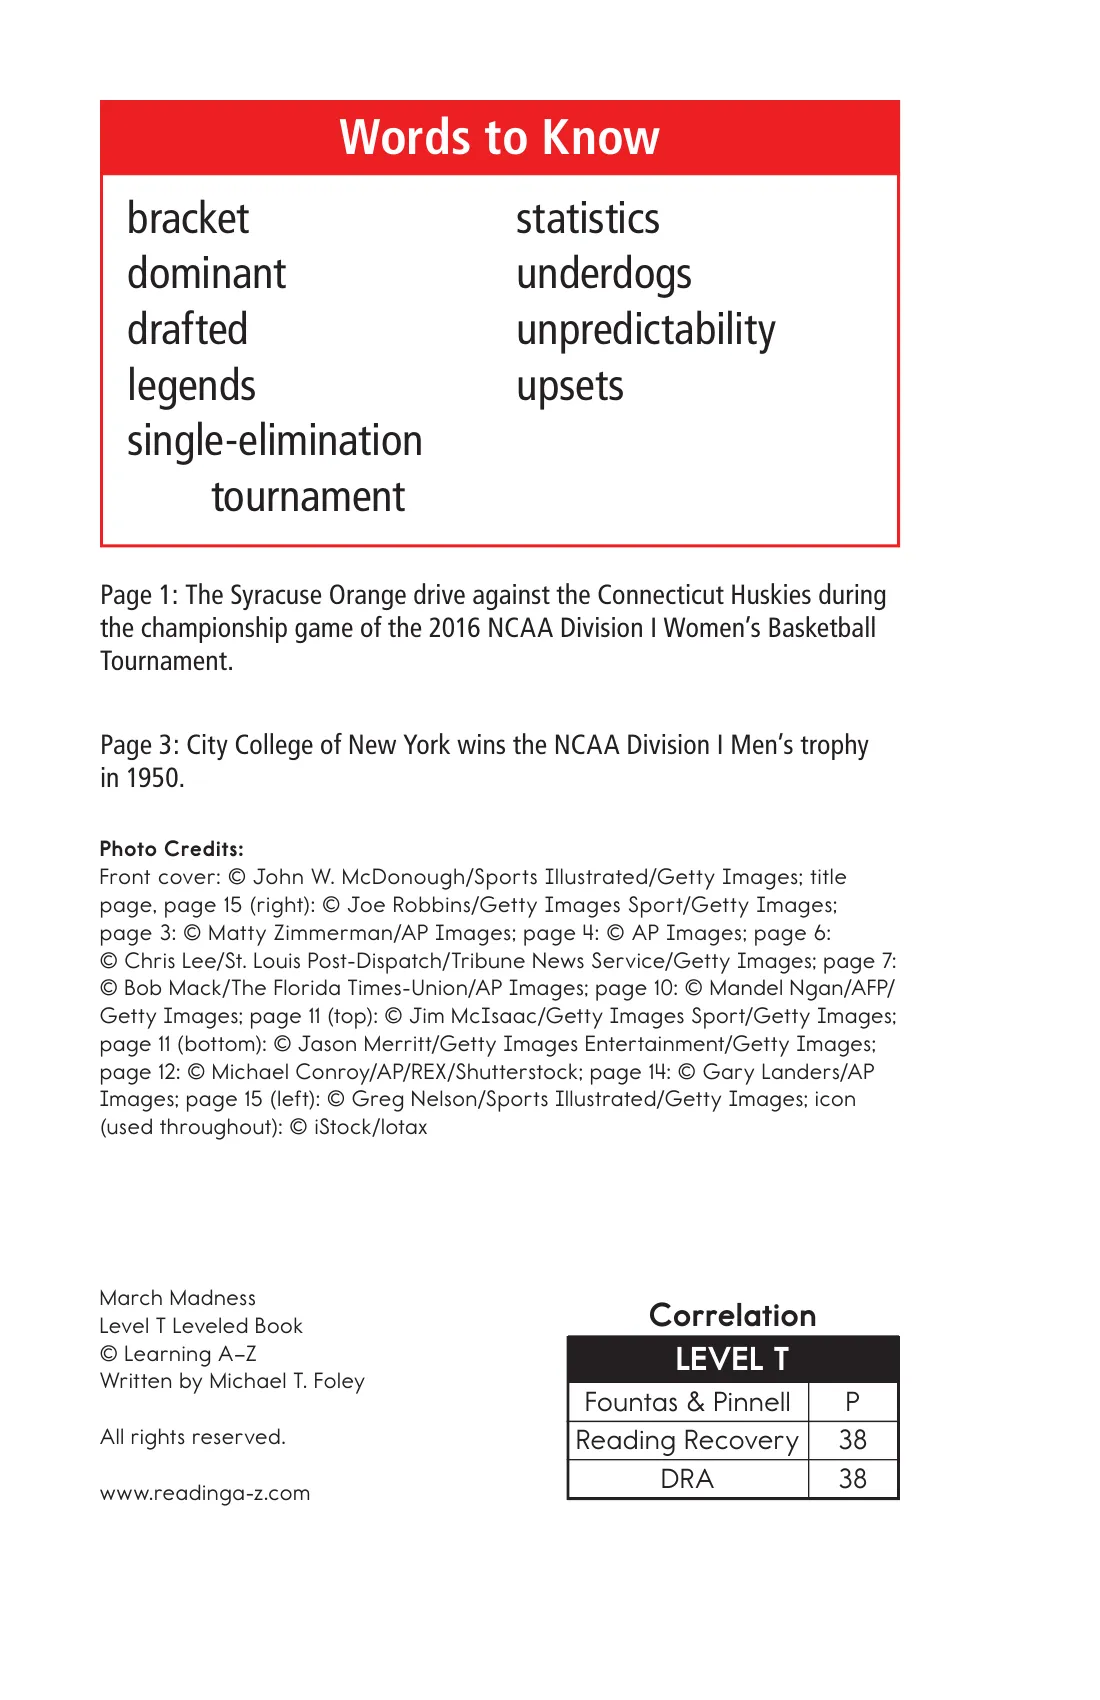 Words to Know
bracket
dominant
drafted
legends
single-elimination
tournament
statistics
underdogs
unpredictability
upsets
Page 1: The Syracuse Orange drive against the Connecticut Huskies during
the championship game of the 2016 NCAA Division I Women’s Basketball
Tournament.
Page 3: City College of New York wins the NCAA Division I Men’s trophy
in 1950.
Photo Credits:
Front cover: © John W. McDonough/Sports Illustrated/Getty Images; title
page, page 15 (right): © Joe Robbins/Getty Images Sport/Getty Images;
page 3: © Matty Zimmerman/AP Images; page 4: © AP Images; page 6:
© Chris Lee/St. Louis Post-Dispatch/Tribune News Service/Getty Images; page 7:
© Bob Mack/The Florida Times-Union/AP Images; page 10: © Mandel Ngan/AFP/
Getty Images; page 11 (top): © Jim McIsaac/Getty Images Sport/Getty Images;
page 11 (bottom): © Jason Merritt/Getty Images Entertainment/Getty Images;
page 12: © Michael Conroy/AP/REX/Shutterstock; page 14: © Gary Landers/AP
Images; page 15 (left): © Greg Nelson/Sports Illustrated/Getty Images; icon
(used throughout): © iStock/lotax
March Madness
Level T Leveled Book
© Learning A–Z
Written by Michael T. Foley
All rights reserved.
www.readinga-z.com
Correlation
LEVEL T
Fountas & Pinnell P
Reading Recovery 38
DRA 38